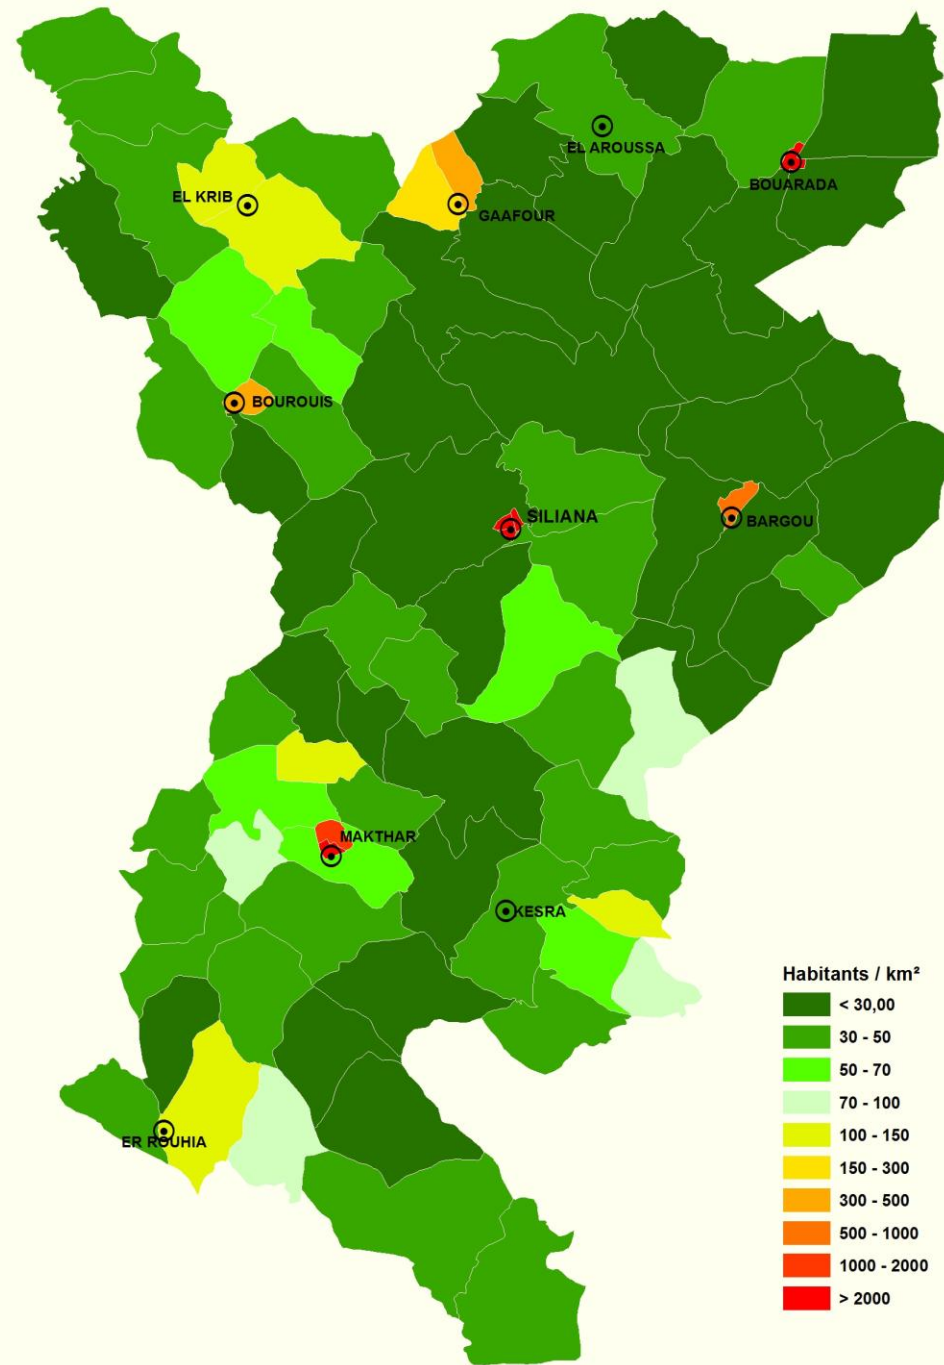 EL AROUSSA
BOUARADA
EL KRIB
GAAFOUR
BOUROUIS
SILIANA
BARGOU
MAKTHAR
KESRA
ER ROUHIA
Habitants / km²
< 30,00
30 - 50
50 - 70
70 - 100
100 - 150
150 - 300
300 - 500
500 - 1000
1000 - 2000
> 2000